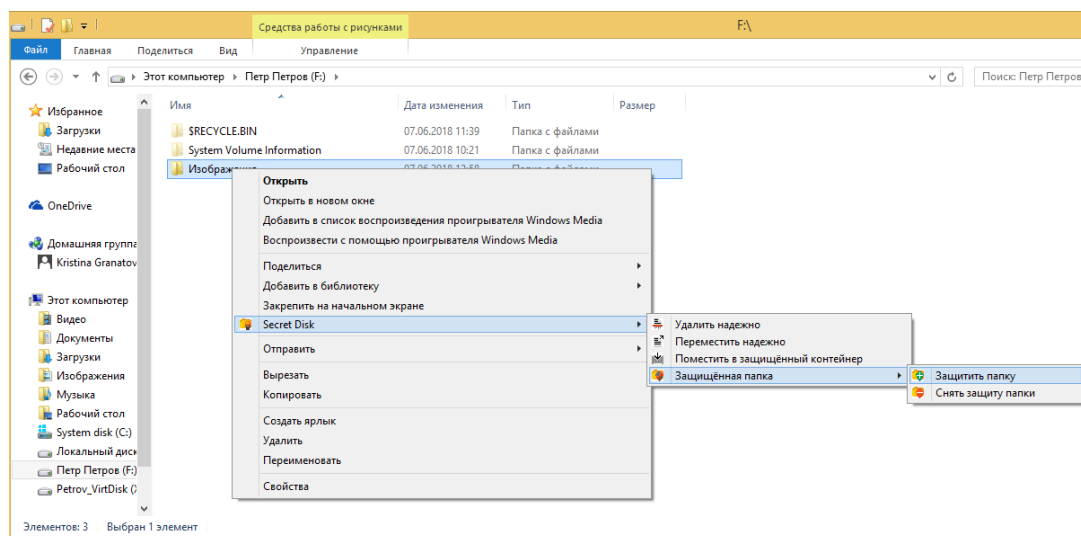 Средства работы с рисунками
F:\
Файл Главная Поделиться Вид Управление
Этот компьютер Петр Петров (F:)
Поиск: Петр Петров
Избранное
Загрузки
Недавние места
Рабочий стол
OneDrive
Домашняя группа
Kristina Granatov
Этот компьютер
Видео
Документы
Загрузки
Изображения
Музыка
Рабочий стол
System disk (C:)
Локальный диск
Петр Петров (F:)
Petrov_VirtDisk (
Имя Дата изменения Тип Размер
$RECYCLE.BIN 07.06.2018 11:39 Папка с файлами
System Volume Information 07.06.2018 10:21 Папка с файлами
Открыть
Открыть в новом окне
Добавить в список воспроизведения проигрывателя Windows Media
Воспроизвести с помощью проигрывателя Windows Media
Поделиться
Добавить в библиотеку
Закрепить на начальном экране
Secret Disk
Отправить
Вырезать
Копировать
Создать ярлык
Удалить
Переименовать
Свойства
Удалить надежно
Переместить надежно
Поместить в защищённый контейнер
Защищённая папка
Защитить папку
Снять защиту папки
Элементов: 3 Выбран 1 элемент